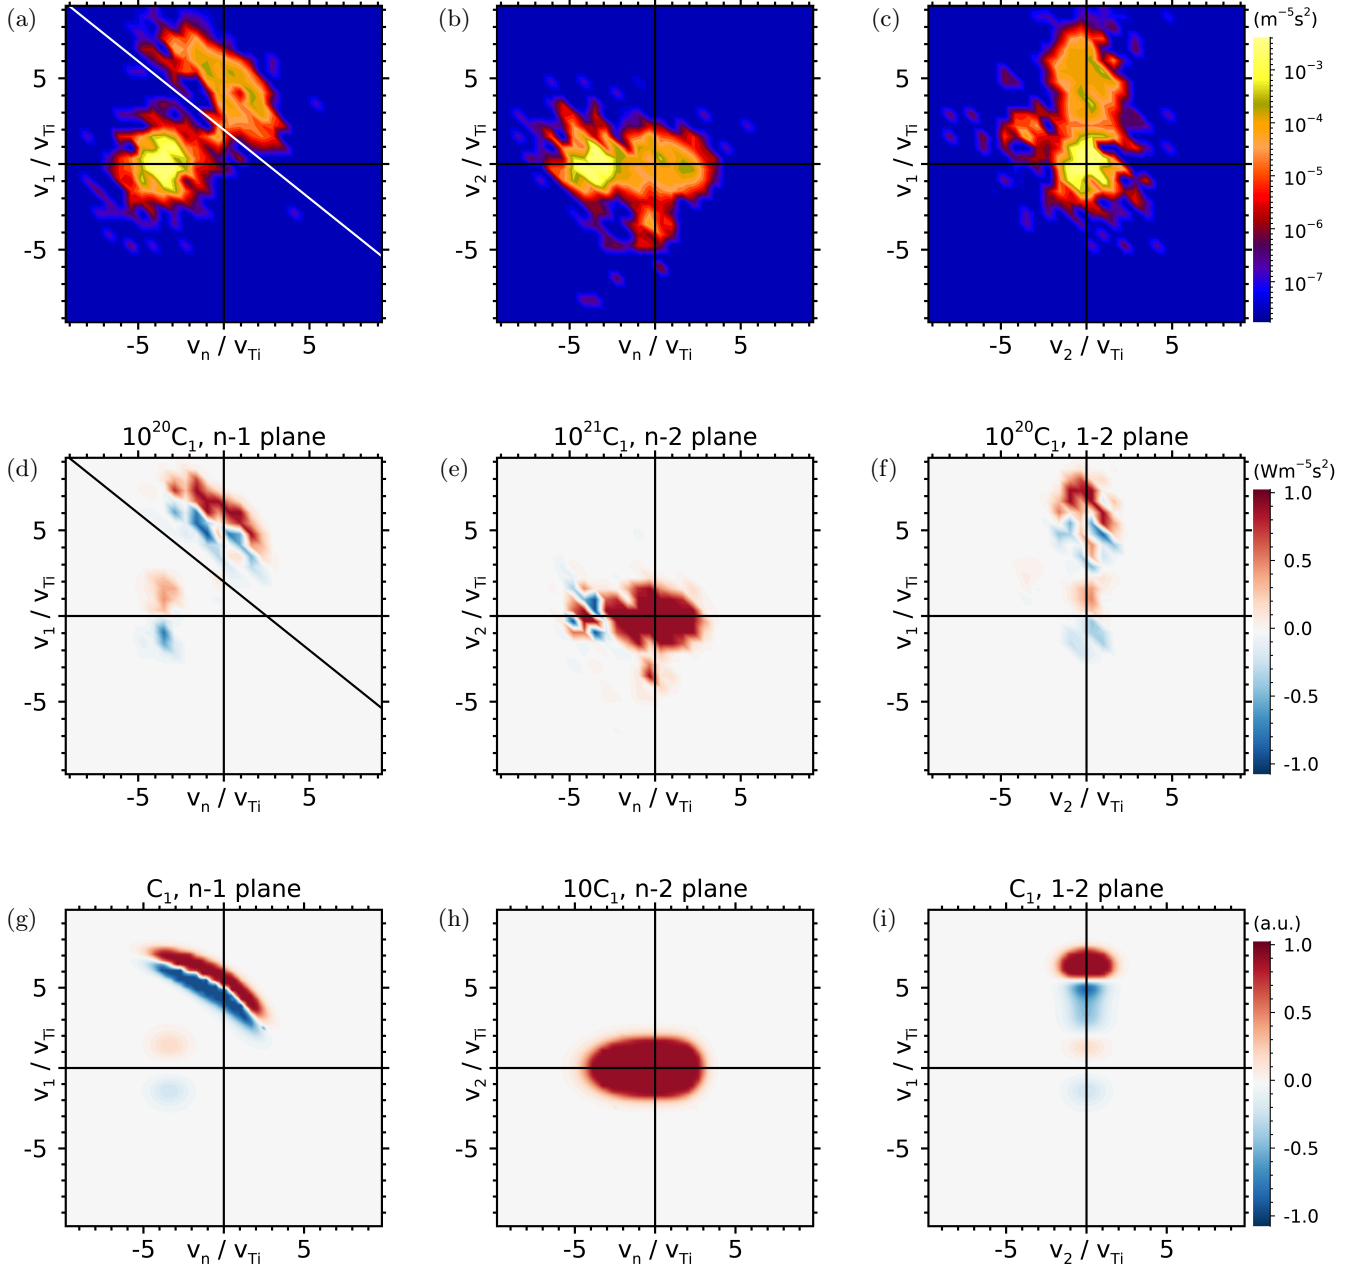 (a) (b) (c) (m⁻⁵s²)
5 5 5 10⁻³
10⁻⁴
v₁ / v_Ti v₂ / v_Ti v₁ / v_Ti 10⁻⁵
10⁻⁶
-5 -5 -5 10⁻⁷
-5 v_n / v_Ti 5 -5 v_n / v_Ti 5 -5 v₂ / v_Ti 5
10²⁰C₁, n-1 plane 10²¹C₁, n-2 plane 10²⁰C₁, 1-2 plane
(d) (e) (f) (Wm⁻⁵s²)
1.0
5 5 5
0.5
v₁ / v_Ti v₂ / v_Ti v₁ / v_Ti 0.0
-5 -5 -5 -0.5
-1.0
-5 v_n / v_Ti 5 -5 v_n / v_Ti 5 -5 v₂ / v_Ti 5
C₁, n-1 plane 10C₁, n-2 plane C₁, 1-2 plane
(g) (h) (i) (a.u.)
1.0
5 5 5
0.5
v₁ / v_Ti v₂ / v_Ti v₁ / v_Ti 0.0
-5 -5 -5 -0.5
-1.0
-5 v_n / v_Ti 5 -5 v_n / v_Ti 5 -5 v₂ / v_Ti 5